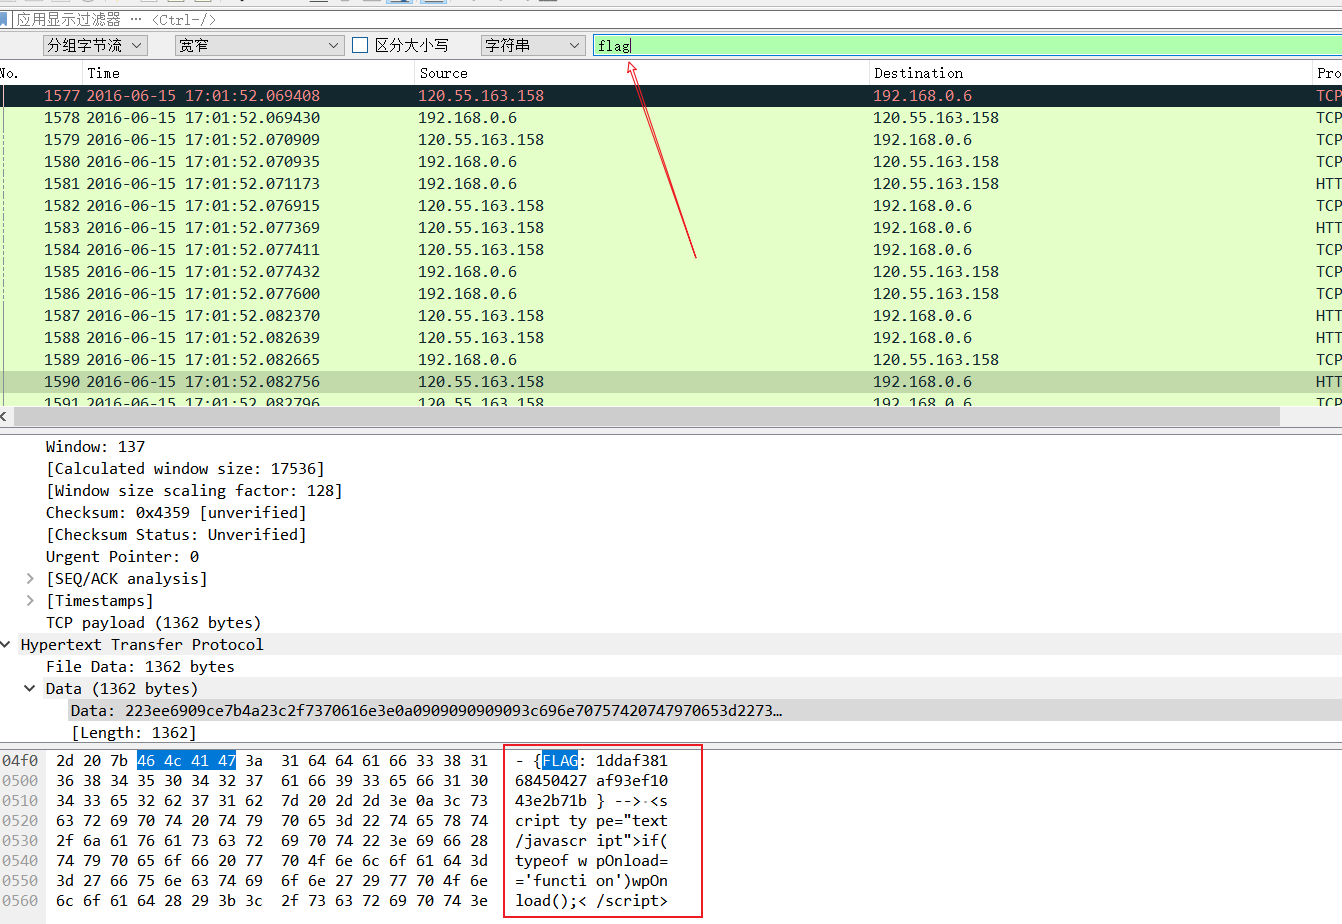 应用显示过滤器 … <Ctrl-/>
分组字节流 宽窄 区分大小写 字符串 flag
No. Time Source Destination Pro
1577 2016-06-15 17:01:52.069408 120.55.163.158 192.168.0.6 TCP
1578 2016-06-15 17:01:52.069430 192.168.0.6 120.55.163.158 TCP
1579 2016-06-15 17:01:52.070909 120.55.163.158 192.168.0.6 TCP
1580 2016-06-15 17:01:52.070935 192.168.0.6 120.55.163.158 TCP
1581 2016-06-15 17:01:52.071173 192.168.0.6 120.55.163.158 HTT
1582 2016-06-15 17:01:52.076915 120.55.163.158 192.168.0.6 TCP
1583 2016-06-15 17:01:52.077369 120.55.163.158 192.168.0.6 HTT
1584 2016-06-15 17:01:52.077411 120.55.163.158 192.168.0.6 TCP
1585 2016-06-15 17:01:52.077432 192.168.0.6 120.55.163.158 TCP
1586 2016-06-15 17:01:52.077600 192.168.0.6 120.55.163.158 TCP
1587 2016-06-15 17:01:52.082370 120.55.163.158 192.168.0.6 HTT
1588 2016-06-15 17:01:52.082639 120.55.163.158 192.168.0.6 HTT
1589 2016-06-15 17:01:52.082665 192.168.0.6 120.55.163.158 TCP
1590 2016-06-15 17:01:52.082756 120.55.163.158 192.168.0.6 HTT
1591 2016-06-15 17:01:52.082796 120.55.163.158 192.168.0.6 TCP
Window: 137
[Calculated window size: 17536]
[Window size scaling factor: 128]
Checksum: 0x4359 [unverified]
[Checksum Status: Unverified]
Urgent Pointer: 0
[SEQ/ACK analysis]
[Timestamps]
TCP payload (1362 bytes)
Hypertext Transfer Protocol
File Data: 1362 bytes
Data (1362 bytes)
Data: 223ee6909ce7b4a23c2f7370616e3e0a0909090909093c696e70757420747970653d2273…
[Length: 1362]
04f0 2d 20 7b 46 4c 41 47 3a 31 64 64 61 66 33 38 31 - {FLAG: 1ddaf381
0500 36 38 34 35 30 34 32 37 61 66 39 33 65 66 31 30 68450427 af93ef10
0510 34 33 65 32 62 37 31 62 7d 20 2d 2d 3e 0a 3c 73 43e2b71b } -->·<s
0520 63 72 69 70 74 20 74 79 70 65 3d 22 74 65 78 74 cript ty pe="text
0530 2f 6a 61 76 61 73 63 72 69 70 74 22 3e 69 66 28 /javascr ipt">if(
0540 74 79 70 65 6f 66 20 77 70 4f 6e 6c 6f 61 64 3d typeof w pOnload=
0550 3d 27 66 75 6e 63 74 69 6f 6e 27 29 77 70 4f 6e ='functi on')wpOn
0560 6c 6f 61 64 28 29 3b 3c 2f 73 63 72 69 70 74 3e load();< /script>